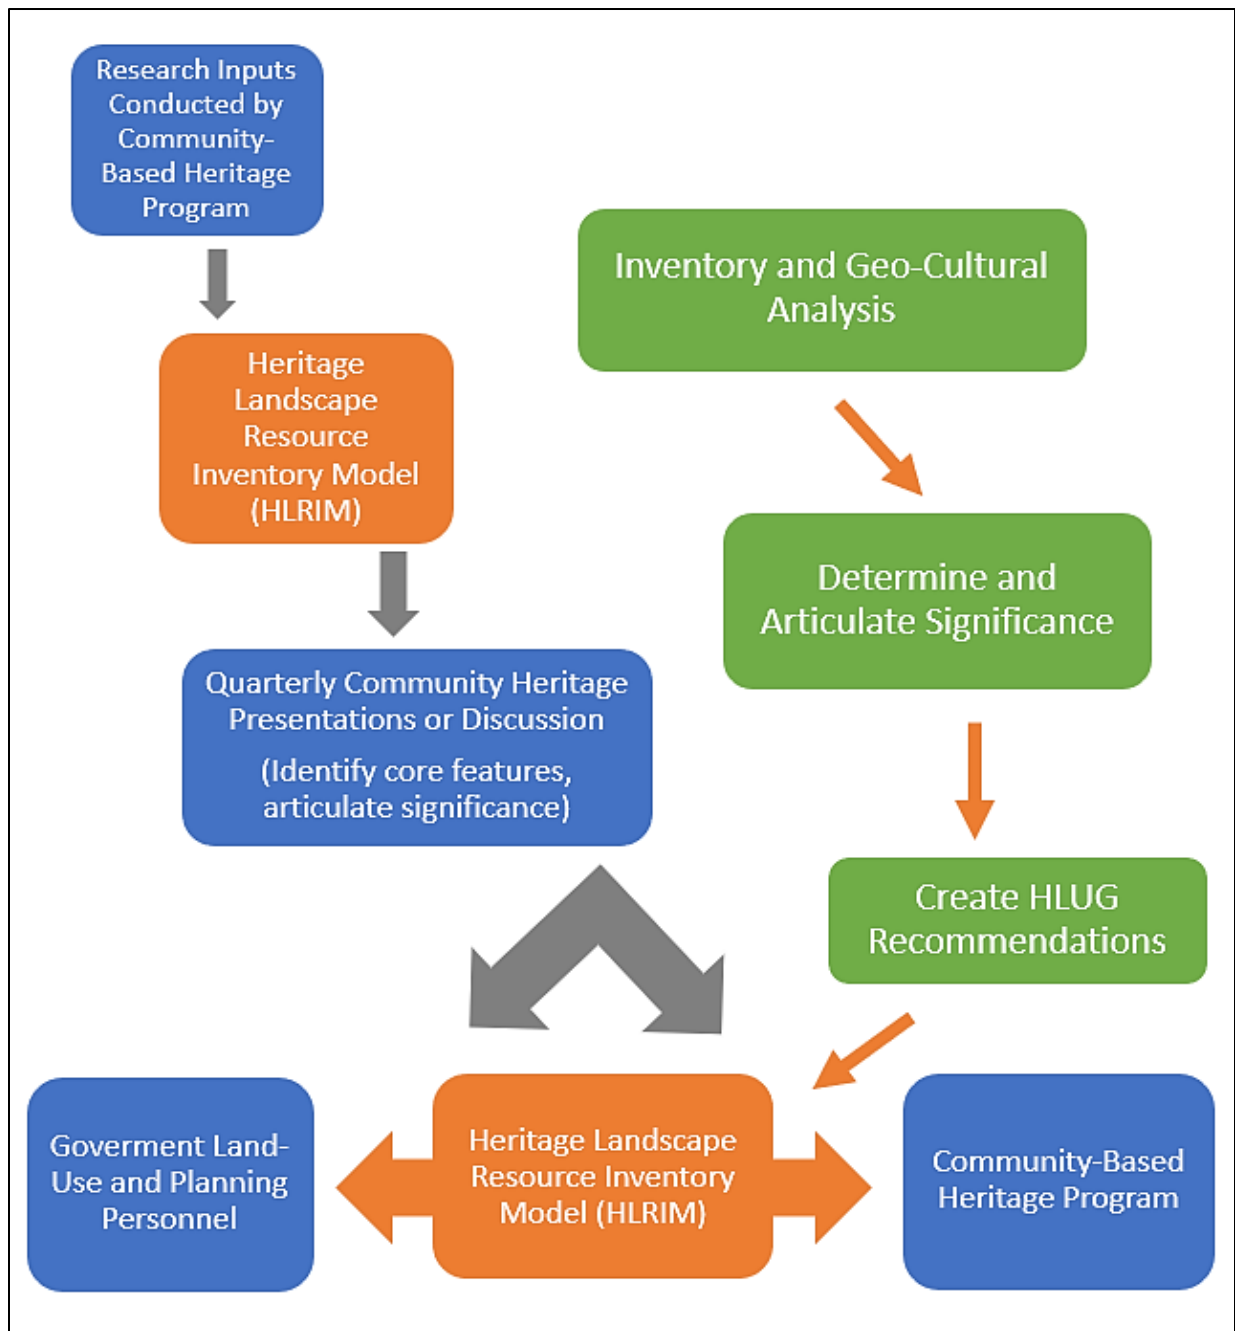 Research Inputs
Conducted by
Community-
Based Heritage
Program
Inventory and Geo-Cultural
Analysis
Heritage
Landscape
Resource
Inventory Model
(HLRIM)
Determine and
Articulate Significance
Quarterly Community Heritage
Presentations or Discussion
(Identify core features,
articulate significance)
Create HLUG
Recommendations
Goverment Land-
Use and Planning
Personnel
Heritage Landscape
Resource Inventory
Model (HLRIM)
Community-Based
Heritage Program